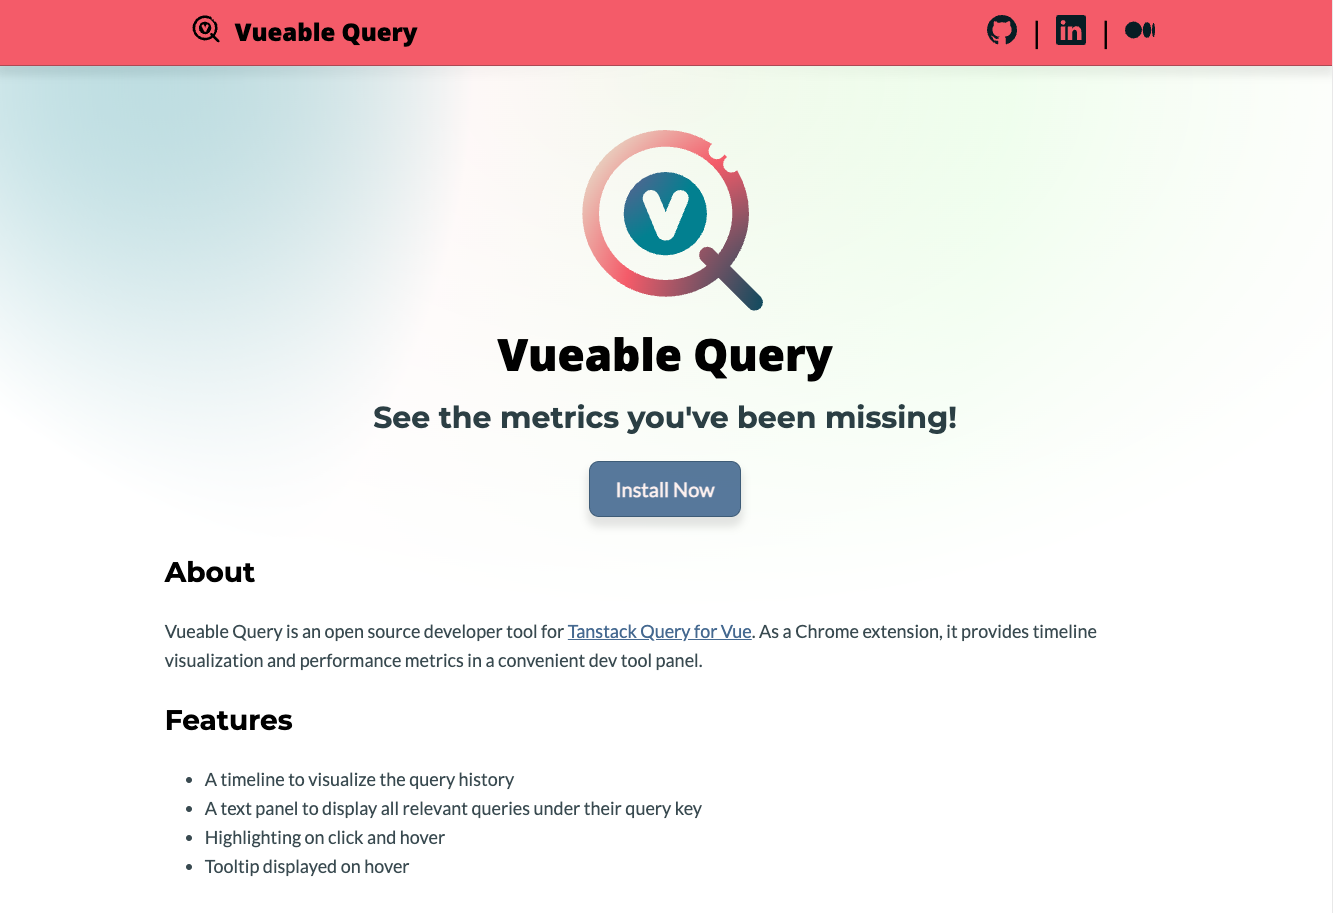 Vueable Query
| |
V
Vueable Query
See the metrics you've been missing!
Install Now
About
Vueable Query is an open source developer tool for Tanstack Query for Vue. As a Chrome extension, it provides timeline
visualization and performance metrics in a convenient dev tool panel.
Features
• A timeline to visualize the query history
• A text panel to display all relevant queries under their query key
• Highlighting on click and hover
• Tooltip displayed on hover